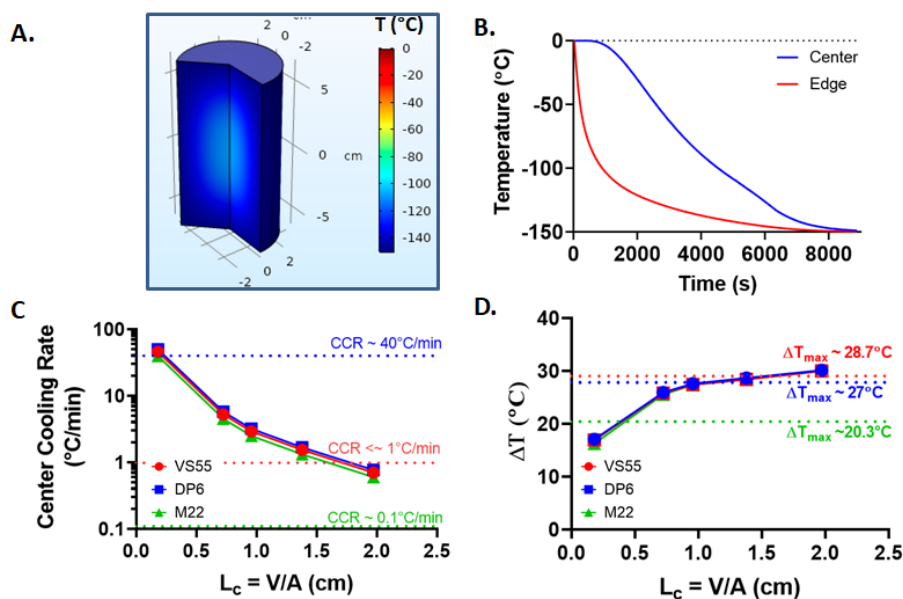 A.
T (°C)
2
0
-2
5
0
cm
-5
2
0
-2
0
-20
-40
-60
-80
-100
-120
-140
B.
Temperature (°C)
0
-50
-100
-150
Center
Edge
0 2000 4000 6000 8000
Time (s)
C
Center Cooling Rate
(°C/min)
100
10
1
0.1
CCR ~ 40°C/min
CCR <~ 1°C/min
CCR ~ 0.1°C/min
VS55
DP6
M22
0.0 0.5 1.0 1.5 2.0 2.5
Lc = V/A (cm)
D.
ΔT (°C)
40
30
20
10
0
ΔTmax ~ 28.7°C
ΔTmax ~ 27°C
ΔTmax ~20.3°C
VS55
DP6
M22
0.0 0.5 1.0 1.5 2.0 2.5
Lc = V/A (cm)